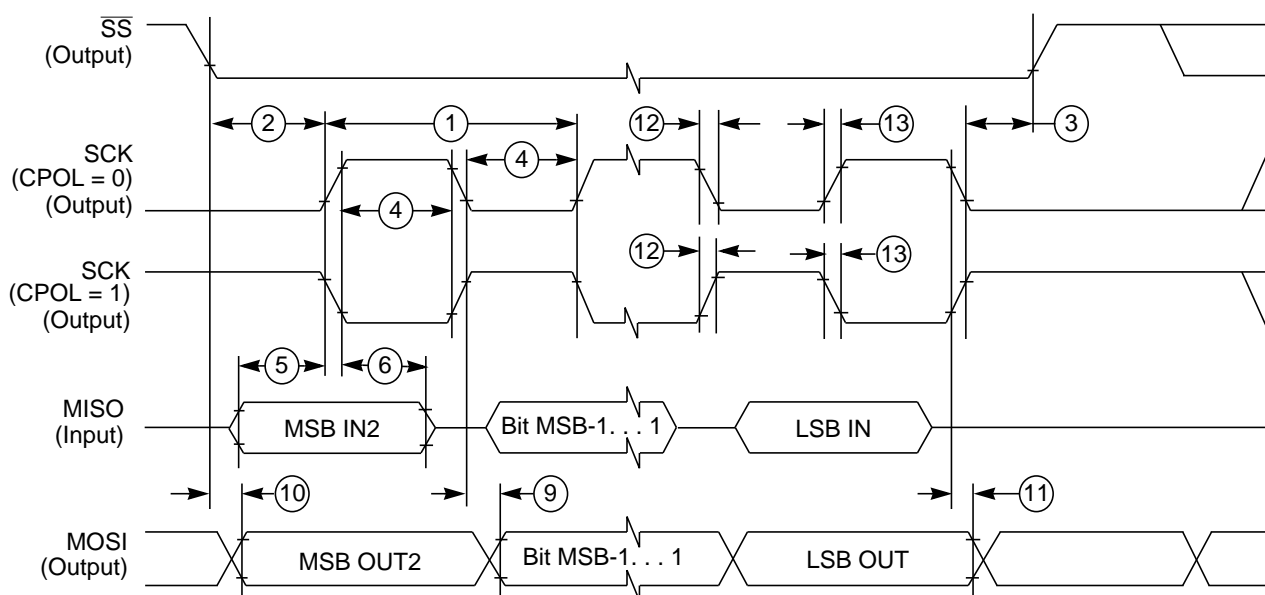 SS
(Output)
2
1
12
13
3
SCK
(CPOL = 0)
(Output)
4
4
12
13
SCK
(CPOL = 1)
(Output)
5
6
MISO
(Input)
MSB IN2
Bit MSB-1. . . 1
LSB IN
10
9
11
MOSI
(Output)
MSB OUT2
Bit MSB-1. . . 1
LSB OUT